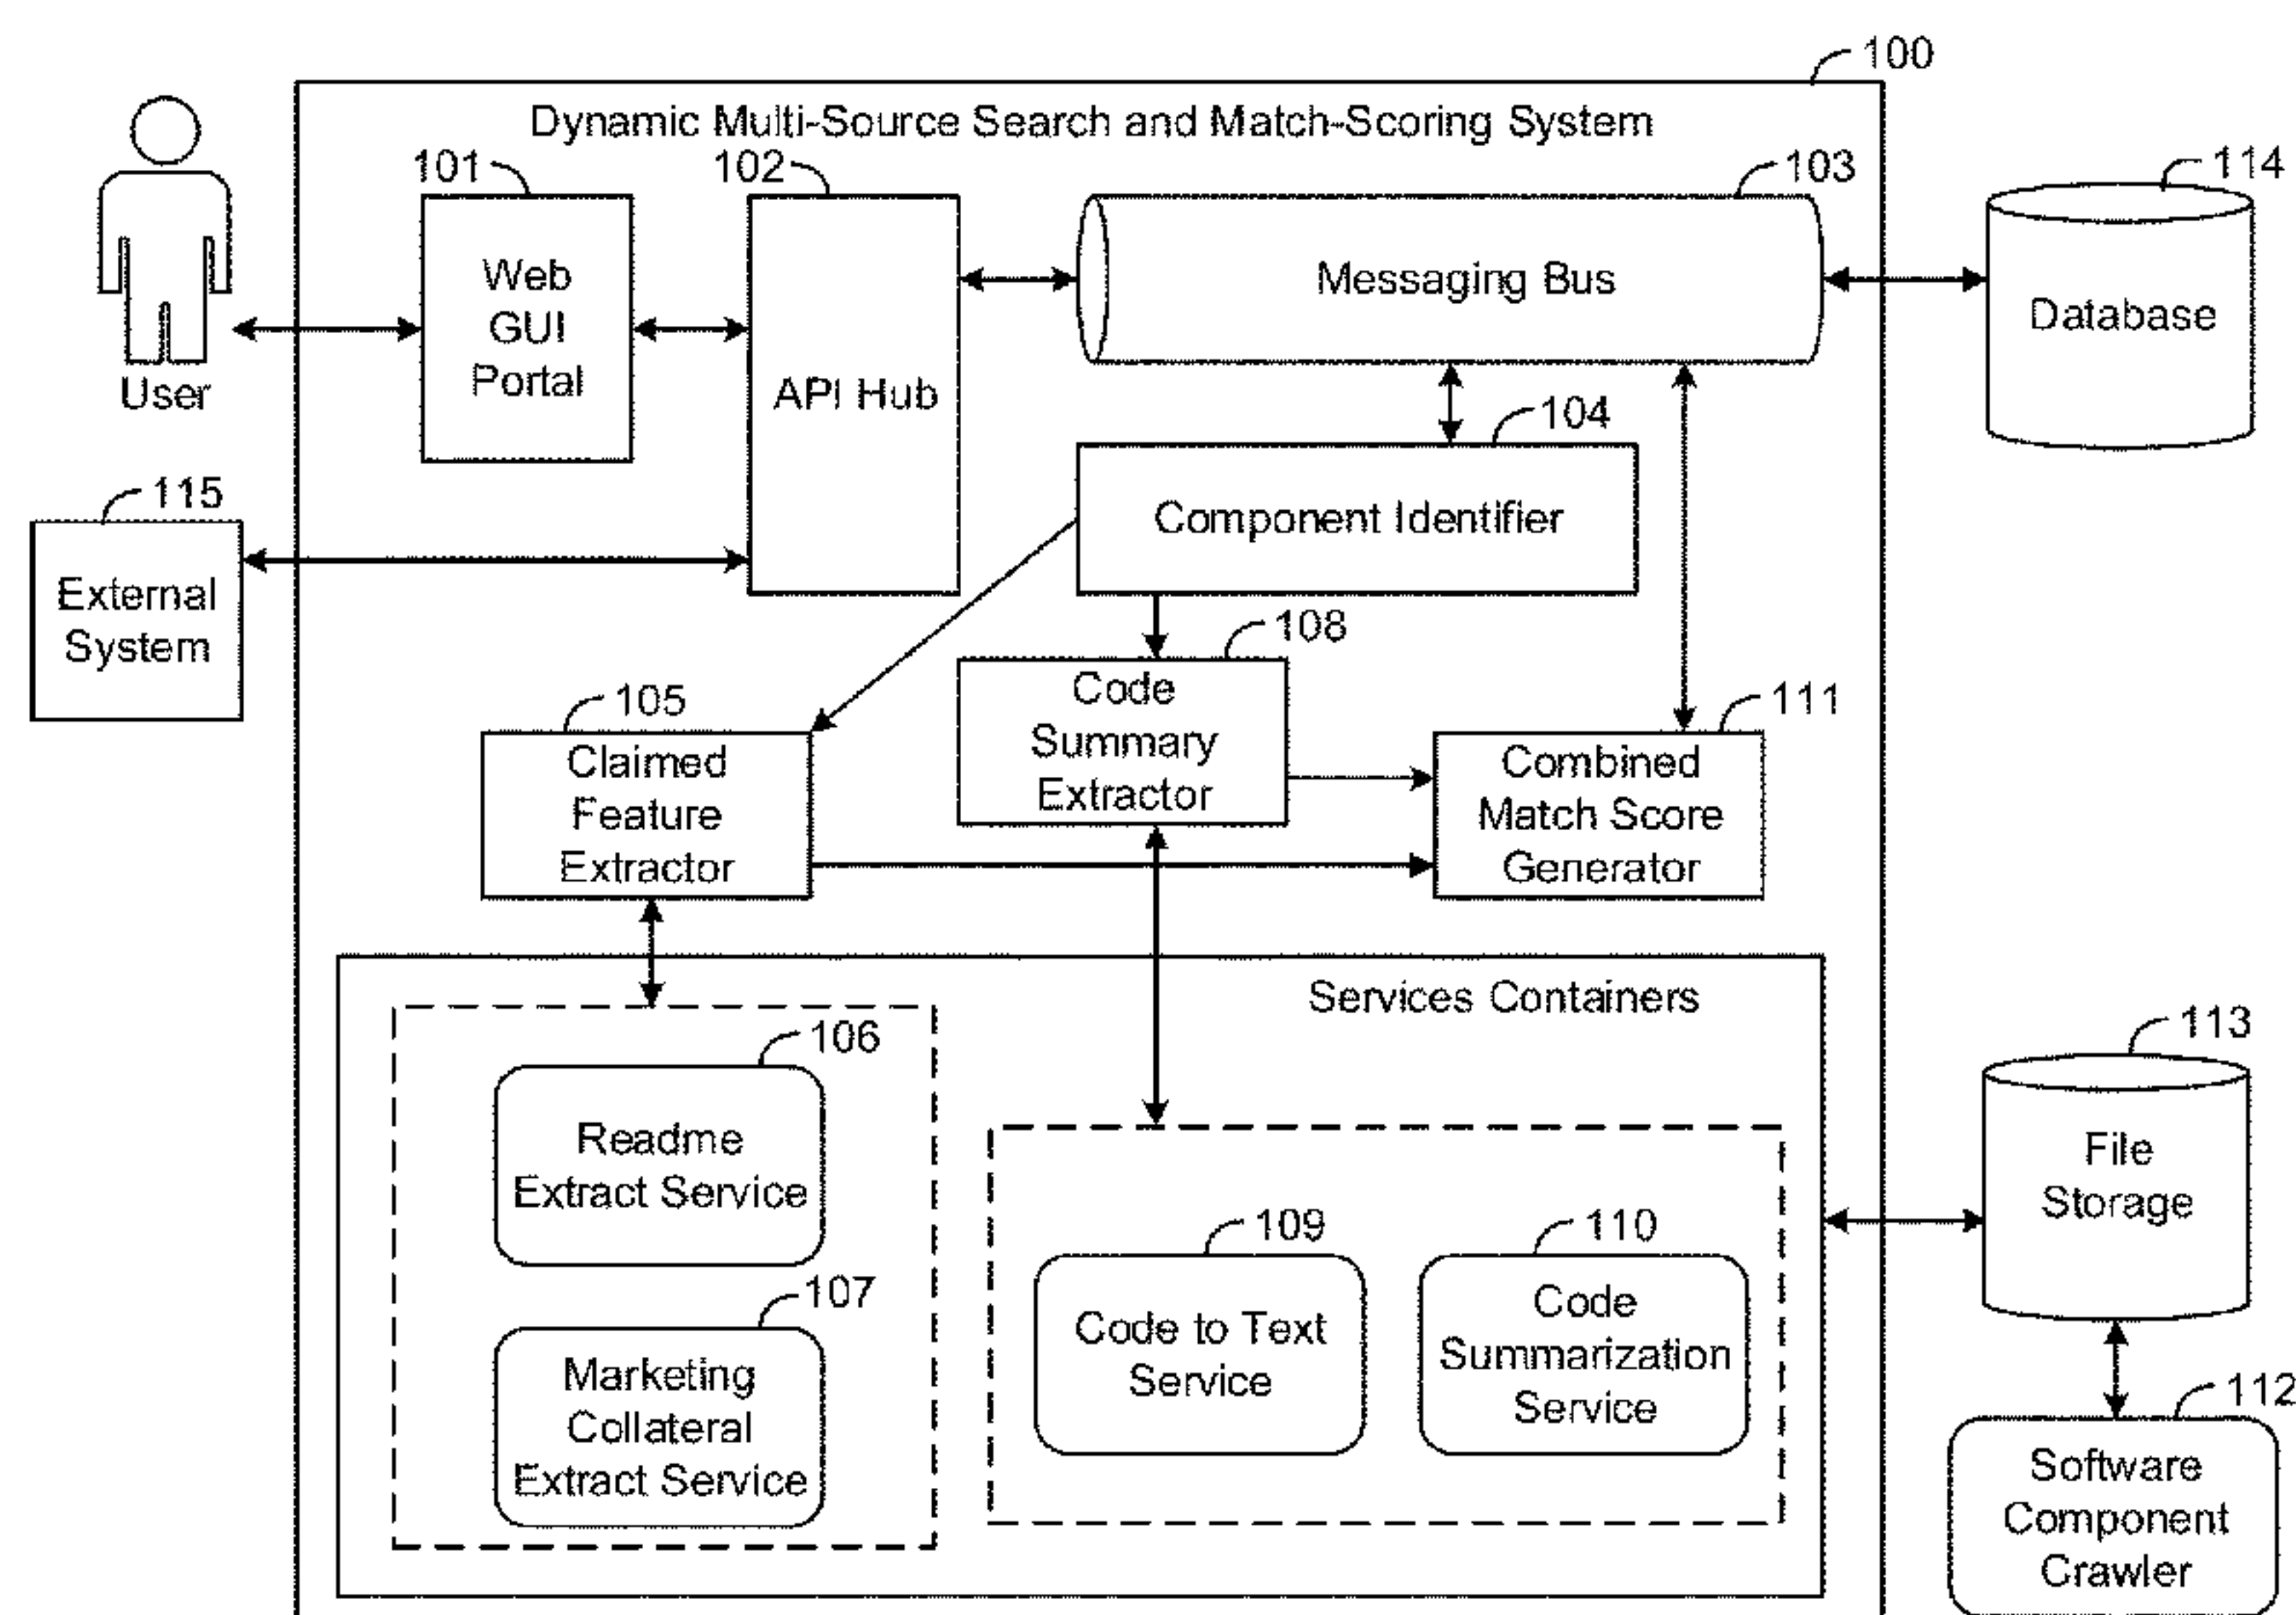 100
Dynamic Multi-Source Search and Match-Scoring System
101
102
103
114
Web
GUI
Portal
API Hub
Messaging Bus
Database
User
104
Component Identifier
115
External
System
108
Code
Summary
Extractor
105
Claimed
Feature
Extractor
111
Combined
Match Score
Generator
Services Containers
106
Readme
Extract Service
107
Marketing
Collateral
Extract Service
109
Code to Text
Service
110
Code
Summarization
Service
113
File
Storage
112
Software
Component
Crawler